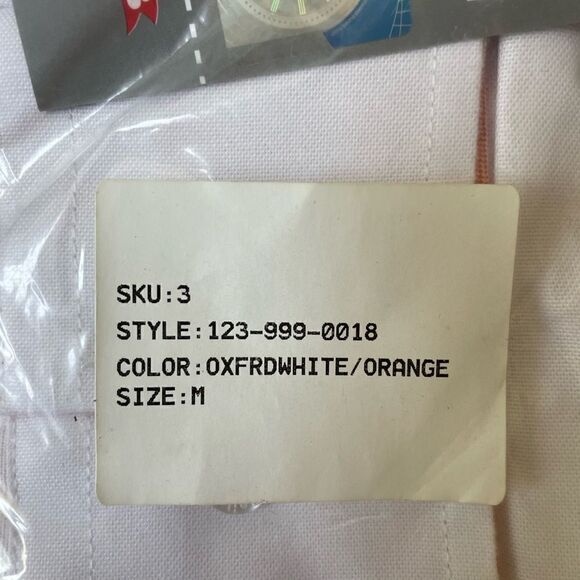 SKU:3
STYLE:123-999-0018
COLOR:OXFRDWHITE/ORANGE
SIZE:M